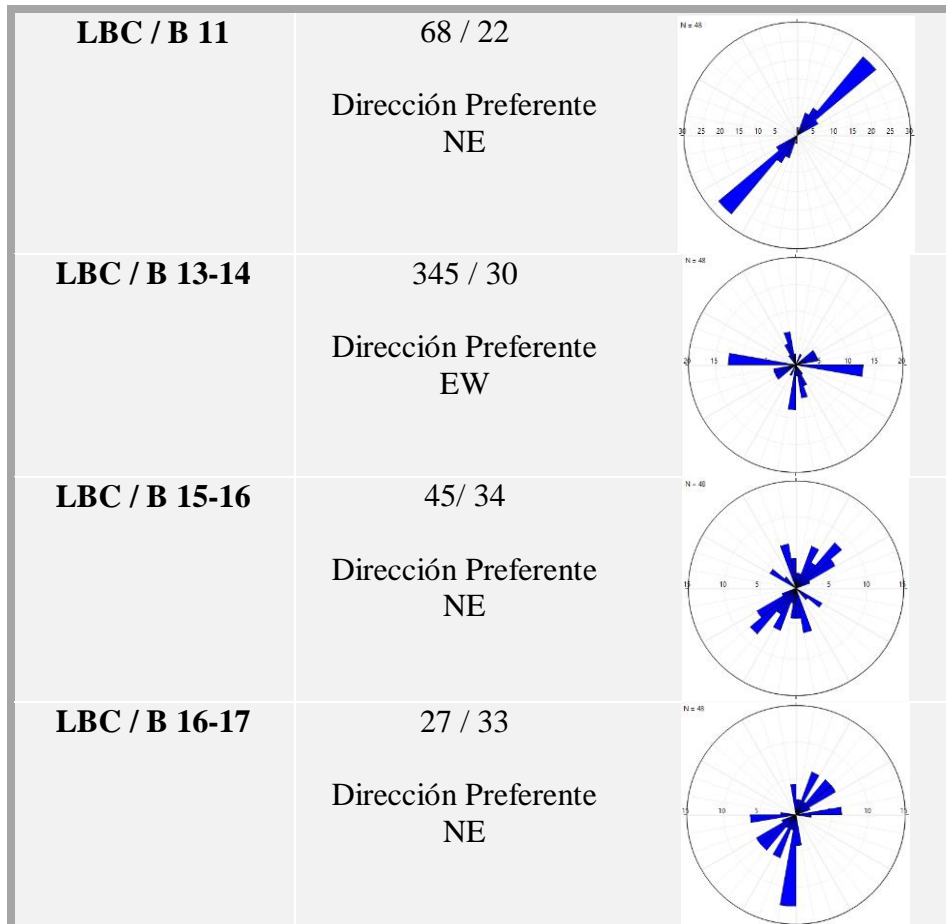 LBC / B 11
68 / 22
Dirección Preferente
NE
N = 48
30 25 20 15 10 5 5 10 15 20 25 30
LBC / B 13-14
345 / 30
Dirección Preferente
EW
N = 48
20 15 10 15 20
LBC / B 15-16
45/ 34
Dirección Preferente
NE
N = 48
15 10 5 5 10 15
LBC / B 16-17
27 / 33
Dirección Preferente
NE
N = 48
15 10 5 10 15